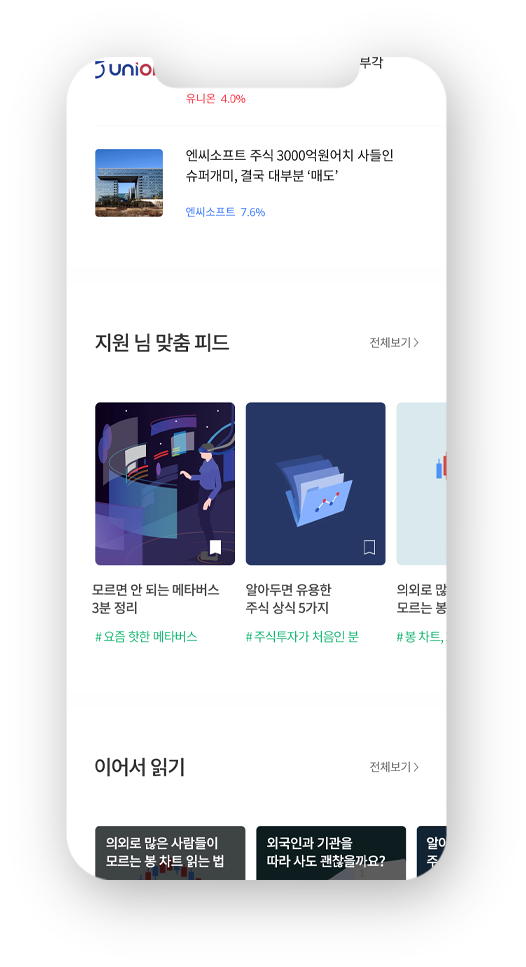 union
부각
유니온 4.0%
엔씨소프트 주식 3000억원어치 사들인
슈퍼개미, 결국 대부분 ‘매도’
엔씨소프트 7.6%
지원 님 맞춤 피드
전체보기 >
모르면 안 되는 메타버스
3분 정리
# 요즘 핫한 메타버스
알아두면 유용한
주식 상식 5가지
# 주식투자가 처음인 분
의외로 많
모르는 봉
# 봉 차트,
이어서 읽기
전체보기 >
의외로 많은 사람들이
모르는 봉 차트 읽는 법
외국인과 기관을
따라 사도 괜찮을까요?
알아
주